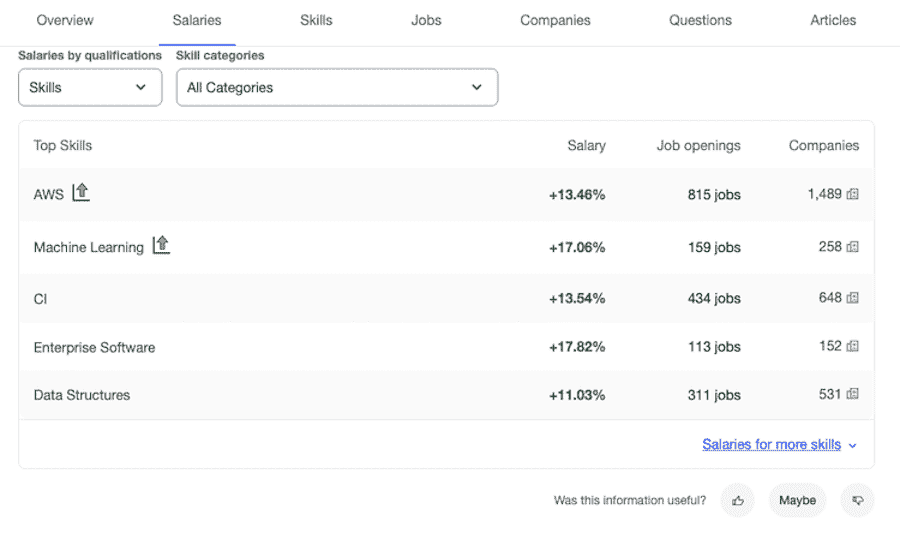 Overview Salaries Skills Jobs Companies Questions Articles
Salaries by qualifications Skill categories
Skills All Categories
Top Skills Salary Job openings Companies
AWS +13.46% 815 jobs 1,489
Machine Learning +17.06% 159 jobs 258
CI +13.54% 434 jobs 648
Enterprise Software +17.82% 113 jobs 152
Data Structures +11.03% 311 jobs 531
Salaries for more skills
Was this information useful? Maybe